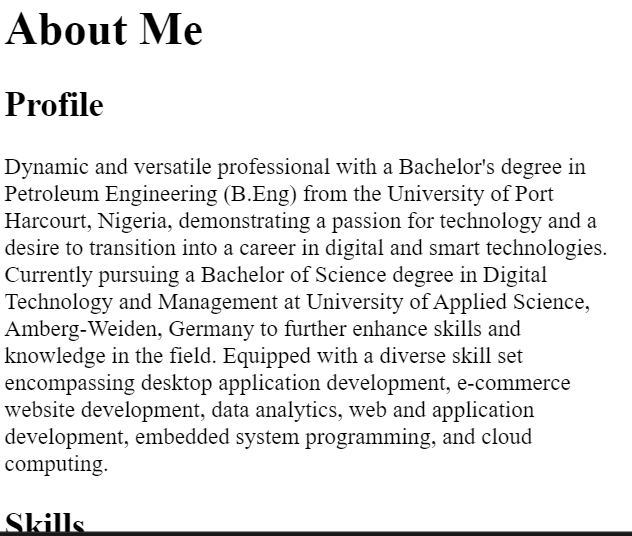 About Me
Profile
Dynamic and versatile professional with a Bachelor's degree in
Petroleum Engineering (B.Eng) from the University of Port
Harcourt, Nigeria, demonstrating a passion for technology and a
desire to transition into a career in digital and smart technologies.
Currently pursuing a Bachelor of Science degree in Digital
Technology and Management at University of Applied Science,
Amberg-Weiden, Germany to further enhance skills and
knowledge in the field. Equipped with a diverse skill set
encompassing desktop application development, e-commerce
website development, data analytics, web and application
development, embedded system programming, and cloud
computing.
Skills